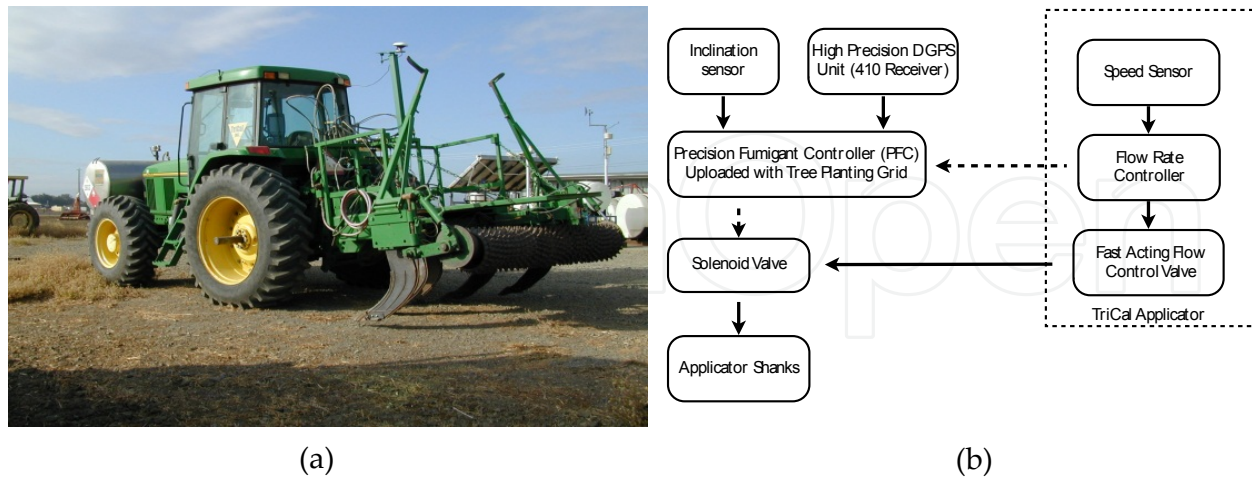 Inclination
sensor
High Precision DGPS
Unit (410 Receiver)
Speed Sensor
Precision Fumigant Controller (PFC)
Uploaded with Tree Planting Grid
Flow Rate
Controller
Solenoid Valve
Fast Acting Flow
Control Valve
TriCal Applicator
Applicator Shanks
nOpen
(a)
(b)